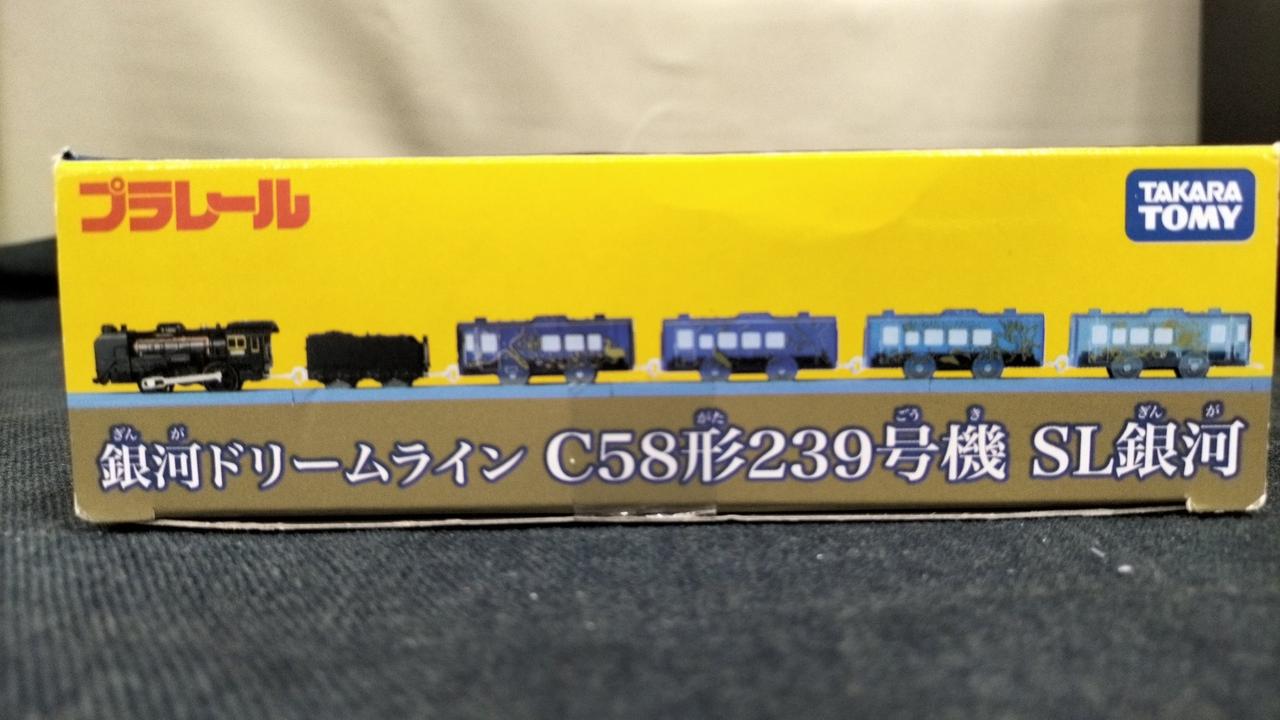 プラレール
TAKARA
TOMY
ぎんが がた ごうき ぎんが
銀河ドリームライン C58形239号機 SL銀河